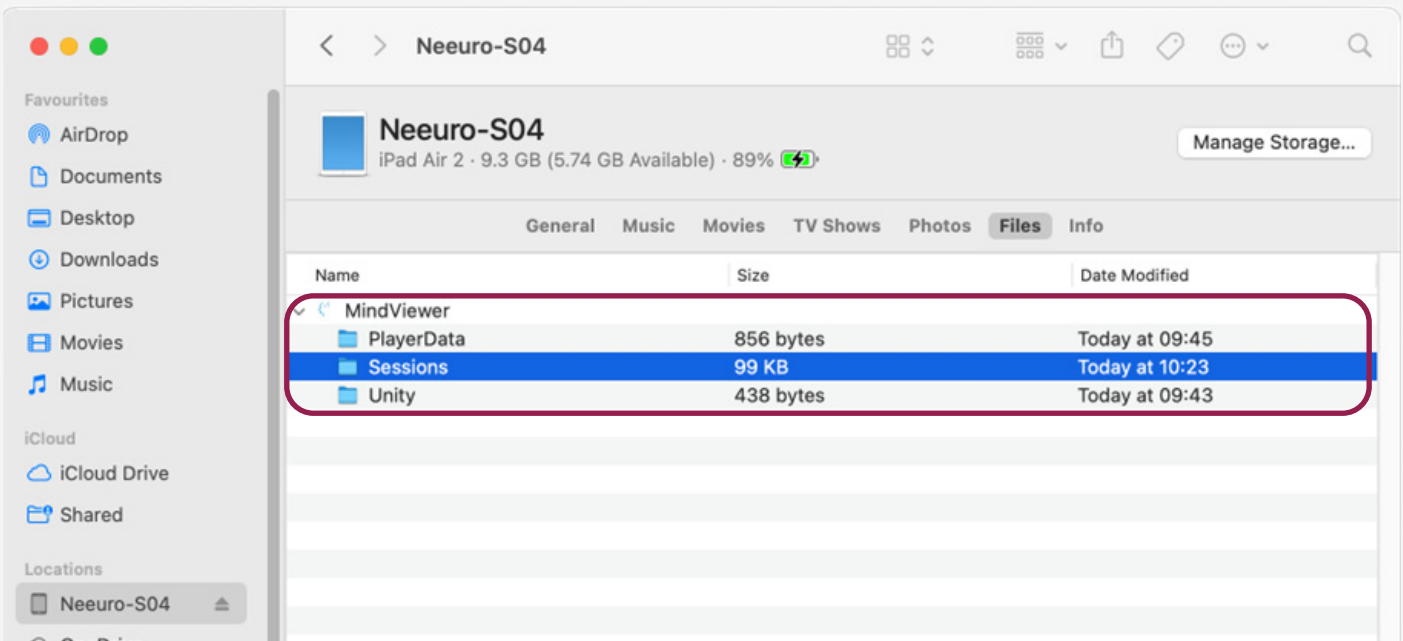 Neeuro-S04
Favourites
AirDrop
Documents
Desktop
Downloads
Pictures
Movies
Music
iCloud
iCloud Drive
Shared
Locations
Neeuro-S04
Neeuro-S04
iPad Air 2 · 9.3 GB (5.74 GB Available) · 89%
Manage Storage...
General Music Movies TV Shows Photos Files Info
Name Size Date Modified
MindViewer
PlayerData 856 bytes Today at 09:45
Sessions 99 KB Today at 10:23
Unity 438 bytes Today at 09:43